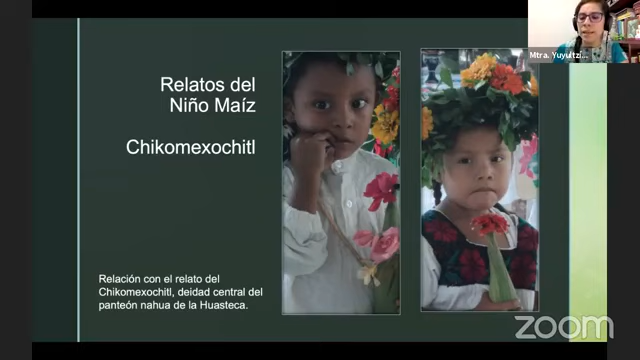 Relatos del
Niño Maíz
Chikomexochitl
Relación con el relato del
Chikomexochitl, deidad central del
panteón nahua de la Huasteca.
Mtra. Yuyultzi...
zoom